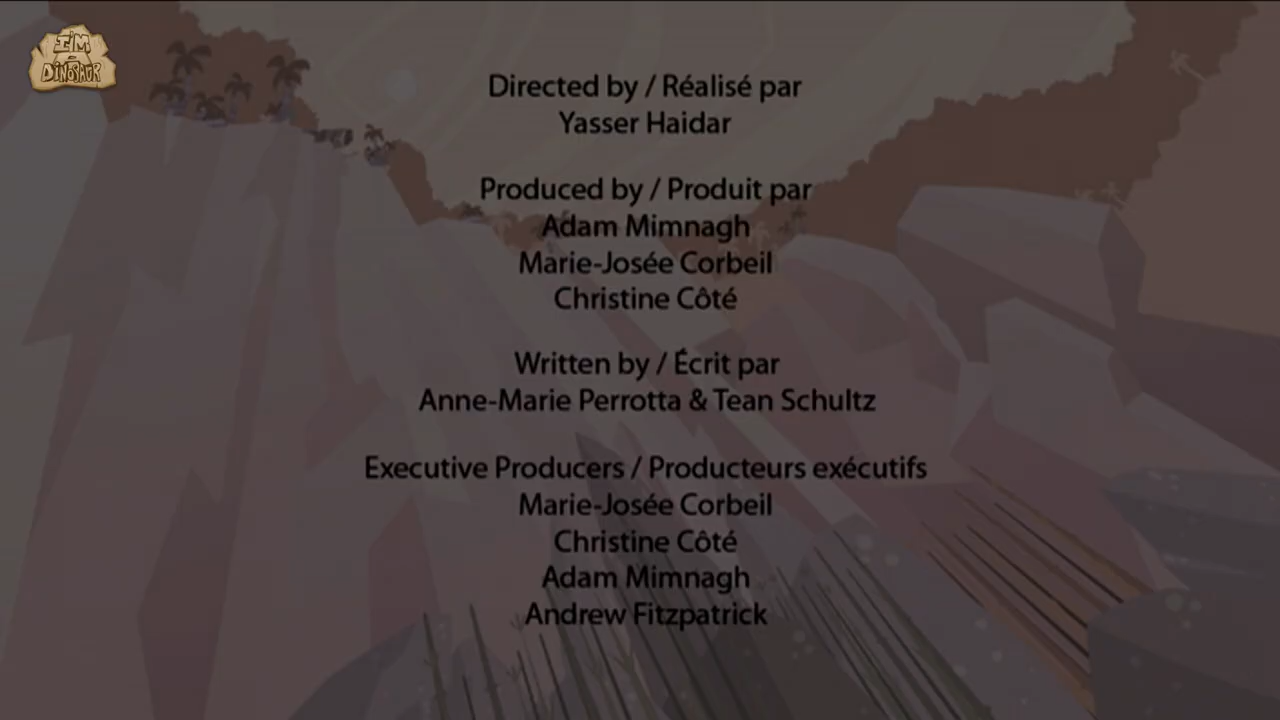 I'M
A
DINOSAUR
Directed by / Réalisé par
Yasser Haidar
Produced by / Produit par
Adam Mimnagh
Marie-Josée Corbeil
Christine Côté
Written by / Écrit par
Anne-Marie Perrotta & Tean Schultz
Executive Producers / Producteurs exécutifs
Marie-Josée Corbeil
Christine Côté
Adam Mimnagh
Andrew Fitzpatrick